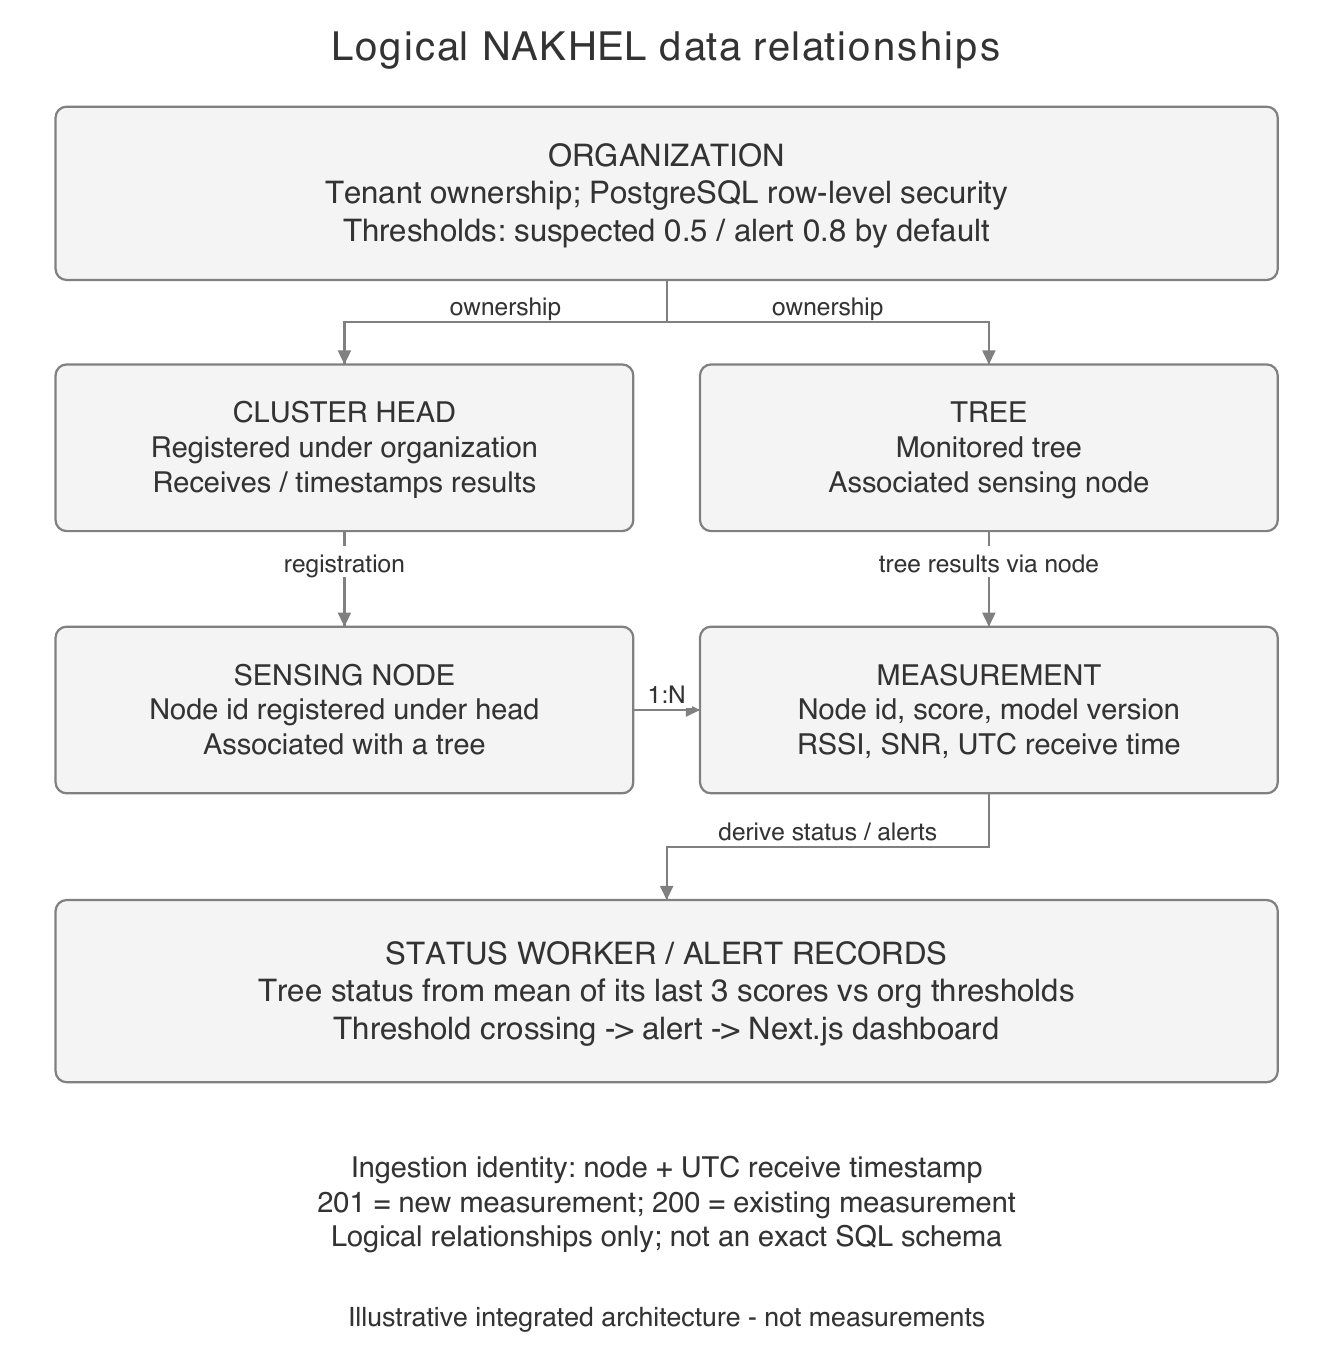 Logical NAKHEL data relationships
ORGANIZATION
Tenant ownership; PostgreSQL row-level security
Thresholds: suspected 0.5 / alert 0.8 by default
ownership
ownership
CLUSTER HEAD
Registered under organization
Receives / timestamps results
TREE
Monitored tree
Associated sensing node
registration
tree results via node
SENSING NODE
Node id registered under head
Associated with a tree
1:N
MEASUREMENT
Node id, score, model version
RSSI, SNR, UTC receive time
derive status / alerts
STATUS WORKER / ALERT RECORDS
Tree status from mean of its last 3 scores vs org thresholds
Threshold crossing -> alert -> Next.js dashboard
Ingestion identity: node + UTC receive timestamp
201 = new measurement; 200 = existing measurement
Logical relationships only; not an exact SQL schema
Illustrative integrated architecture - not measurements